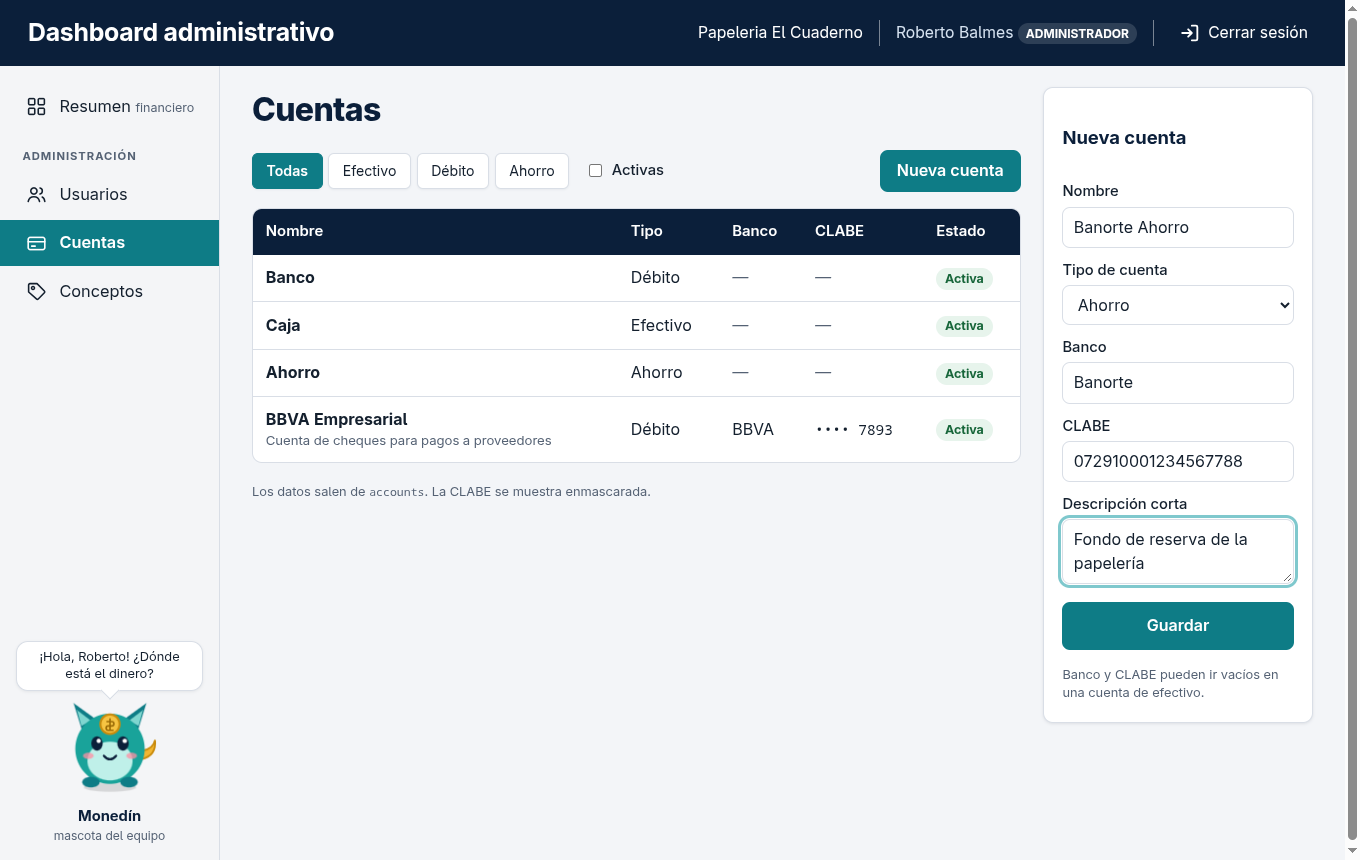 Dashboard administrativo
Papeleria El Cuaderno
Roberto Balmes ADMINISTRADOR
Cerrar sesión
Resumen financiero
ADMINISTRACIÓN
Usuarios
Cuentas
Conceptos
¡Hola, Roberto! ¿Dónde
está el dinero?
Monedín
mascota del equipo
Cuentas
Todas Efectivo Débito Ahorro Activas Nueva cuenta
Nombre Tipo Banco CLABE Estado
Banco Débito — — Activa
Caja Efectivo — — Activa
Ahorro Ahorro — — Activa
BBVA Empresarial Débito BBVA •••• 7893 Activa
Cuenta de cheques para pagos a proveedores
Los datos salen de accounts. La CLABE se muestra enmascarada.
Nueva cuenta
Nombre
Banorte Ahorro
Tipo de cuenta
Ahorro
Banco
Banorte
CLABE
072910001234567788
Descripción corta
Fondo de reserva de la
papelería
Guardar
Banco y CLABE pueden ir vacíos en
una cuenta de efectivo.